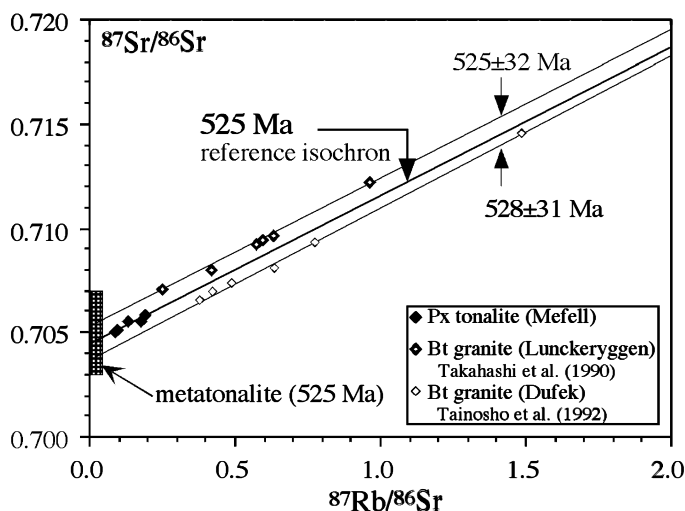 0.720
87Sr/86Sr
525±32 Ma
0.715
525 Ma
reference isochron
0.710
528±31 Ma
0.705
Px tonalite (Mefell)
Bt granite (Lunckeryggen)
Takahashi et al. (1990)
metatonalite (525 Ma)
Bt granite (Dufek)
Tainosho et al. (1992)
0.700
0.0 0.5 1.0 1.5 2.0
87Rb/86Sr